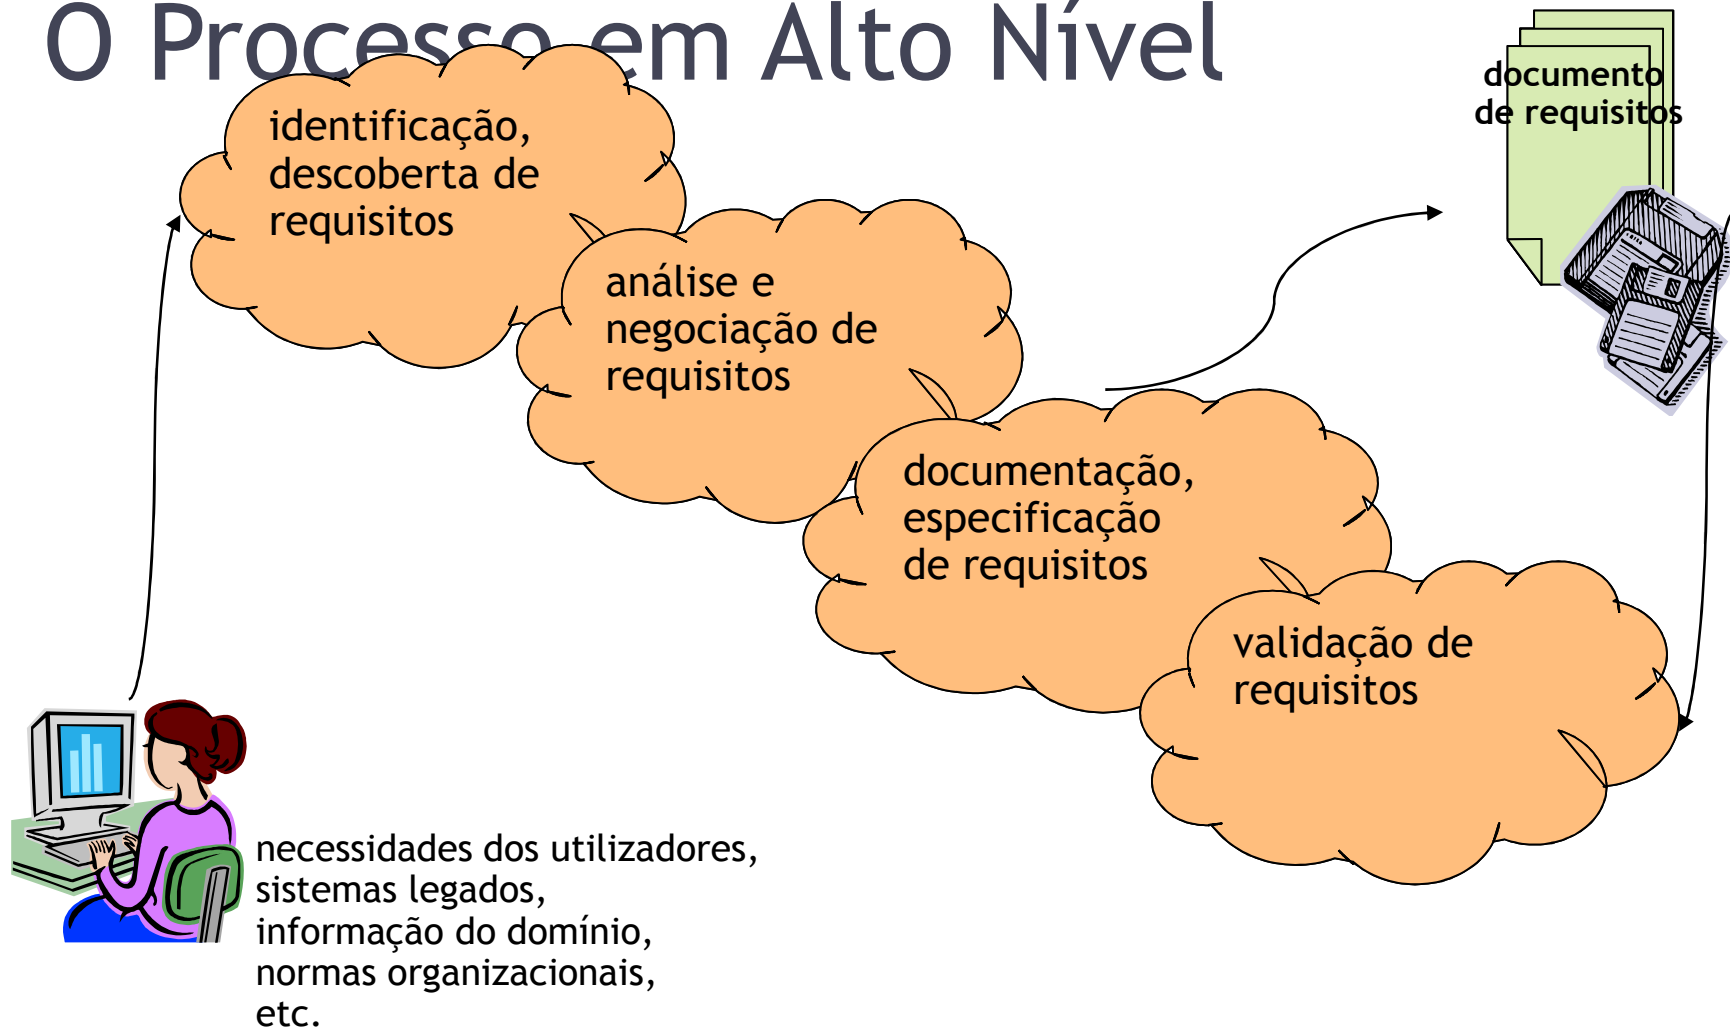 O Processo em Alto Nível
documento
de requisitos
identificação,
descoberta de
requisitos
análise e
negociação de
requisitos
documentação,
especificação
de requisitos
validação de
requisitos
necessidades dos utilizadores,
sistemas legados,
informação do domínio,
normas organizacionais,
etc.